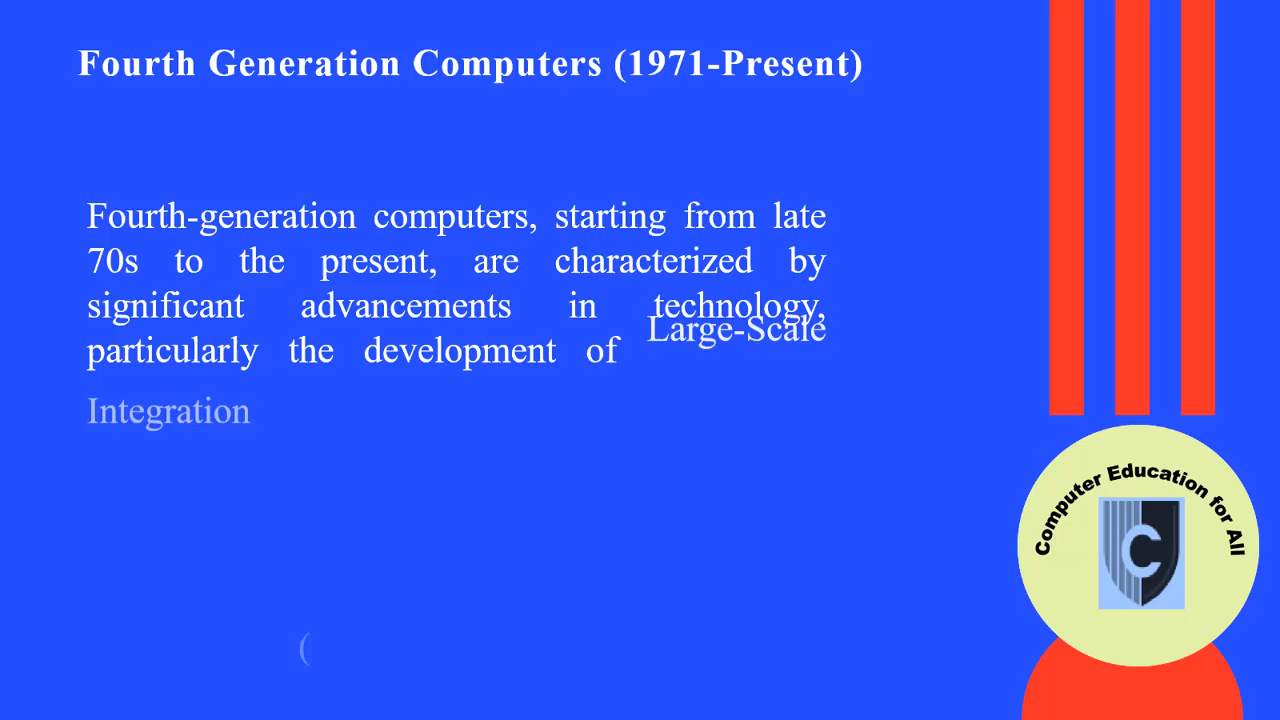 Fourth Generation Computers (1971-Present)
Fourth-generation computers, starting from late
70s to the present, are characterized by
significant advancements in technology,
particularly the development of Large-Scale
Integration
(
Computer Education for All
C